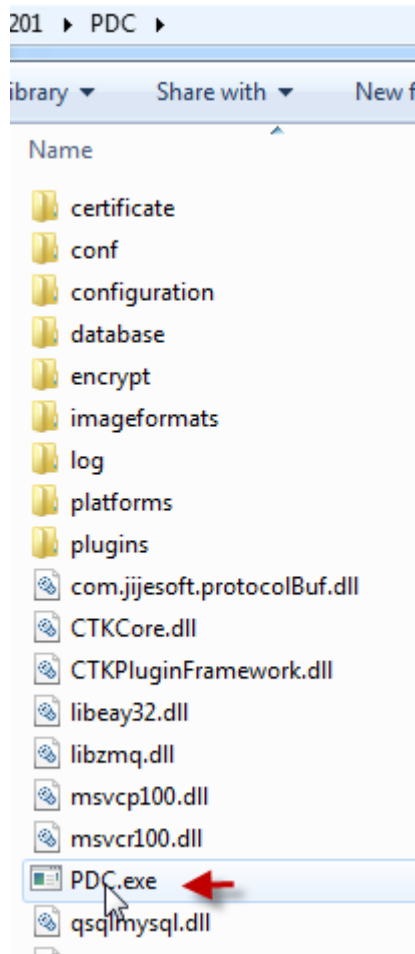 201 ▸ PDC ▸
ibrary ▾ Share with ▾ New f
Name
certificate
conf
configuration
database
encrypt
imageformats
log
platforms
plugins
com.jijesoft.protocolBuf.dll
CTKCore.dll
CTKPluginFramework.dll
libeay32.dll
libzmq.dll
msvcp100.dll
msvcr100.dll
PDC.exe
qsqlmysql.dll